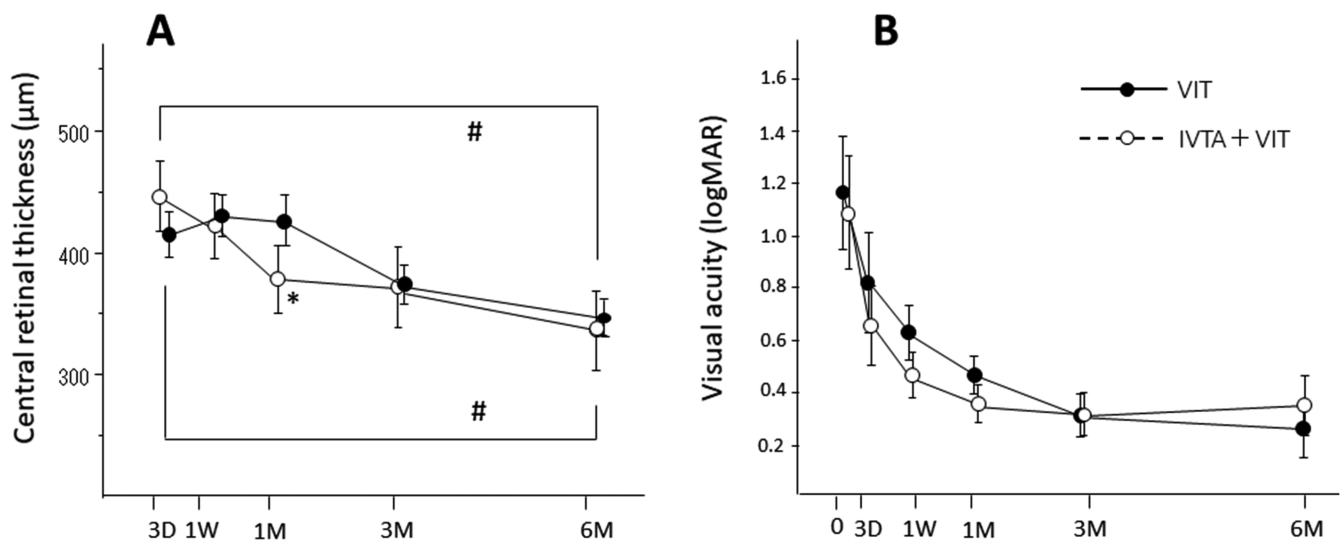 A
Central retinal thickness (μm)
500
400
300
#
*
#
3D 1W 1M 3M 6M
B
Visual acuity (logMAR)
1.6
1.4
1.2
1.0
0.8
0.6
0.4
0.2
VIT
IVTA + VIT
0 3D 1W 1M 3M 6M